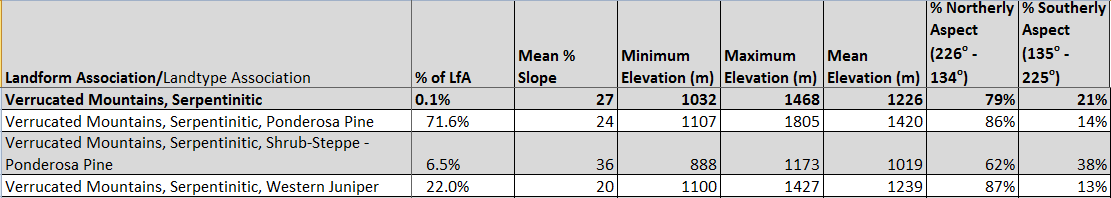 Landform Association/Landtype Association % of LfA Mean % Slope Minimum Elevation (m) Maximum Elevation (m) Mean Elevation (m) % Northerly Aspect (226° - 134°) % Southerly Aspect (135° - 225°)
Verrucated Mountains, Serpentinitic 0.1% 27 1032 1468 1226 79% 21%
Verrucated Mountains, Serpentinitic, Ponderosa Pine 71.6% 24 1107 1805 1420 86% 14%
Verrucated Mountains, Serpentinitic, Shrub-Steppe -
Ponderosa Pine 6.5% 36 888 1173 1019 62% 38%
Verrucated Mountains, Serpentinitic, Western Juniper 22.0% 20 1100 1427 1239 87% 13%